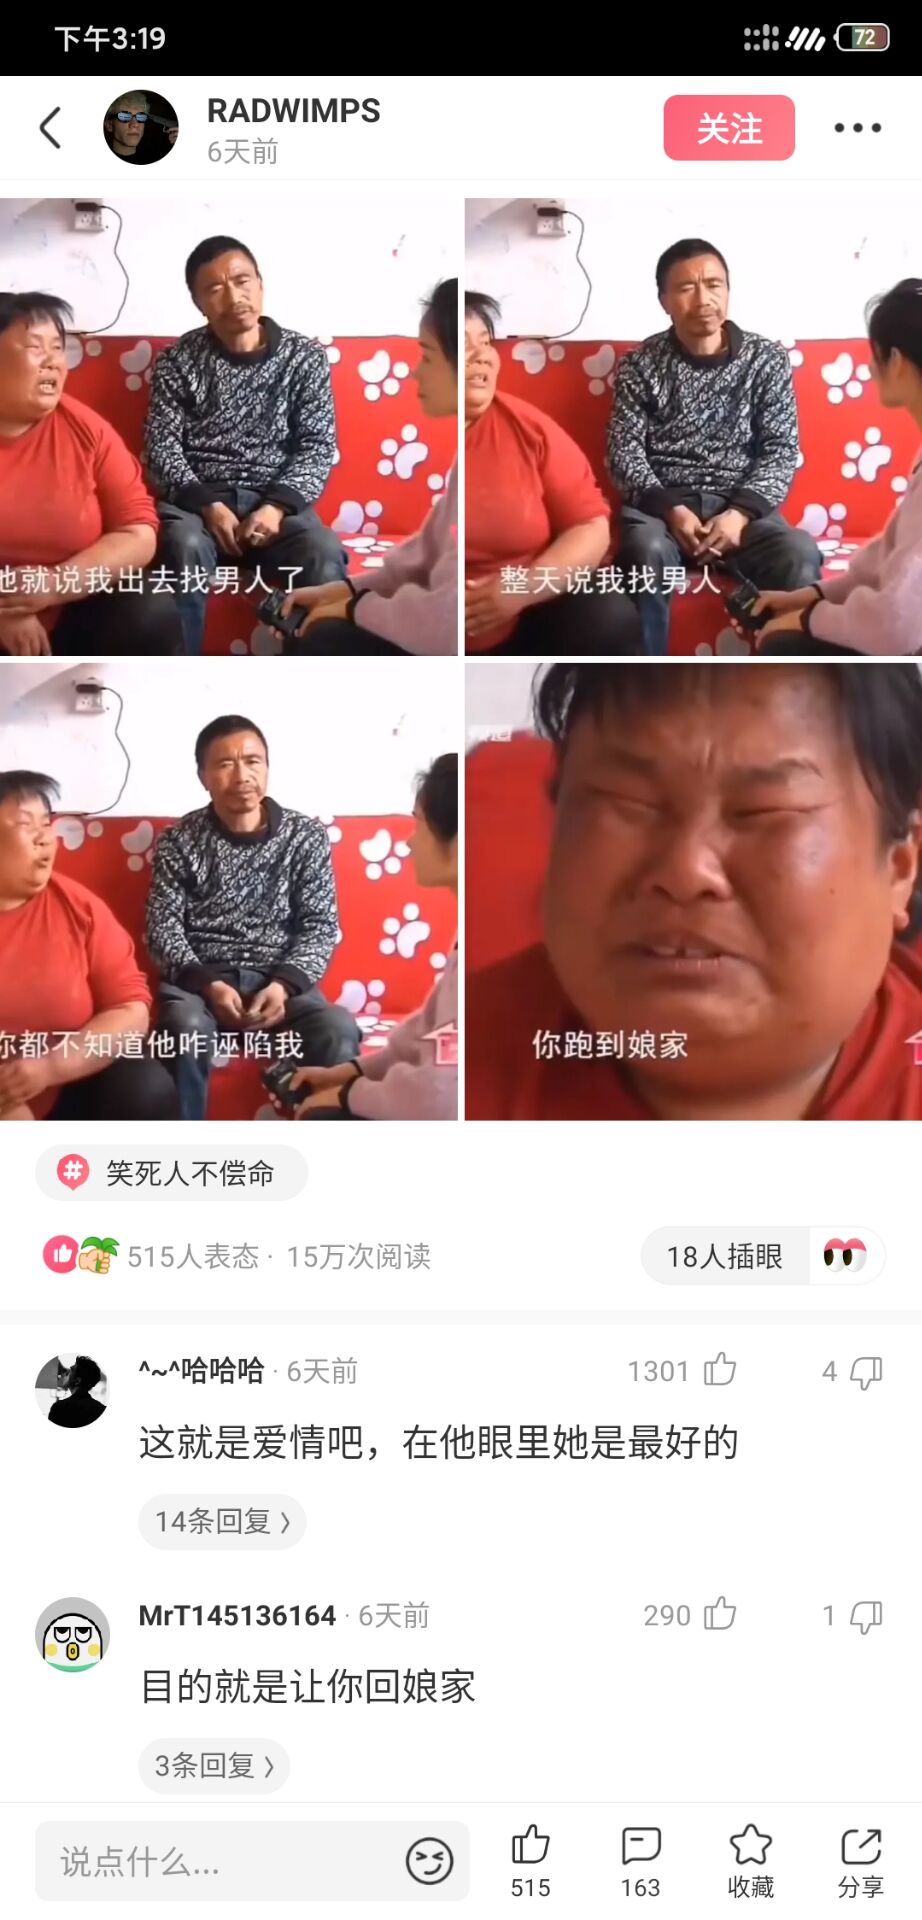 下午3:19
72
RADWIMPS
6天前
关注
他就说我出去找男人了
整天说我找男人
你都不知道他咋诬陷我
你跑到娘家
笑死人不偿命
515人表态 · 15万次阅读
18人插眼
^~^哈哈哈 · 6天前
1301
4
这就是爱情吧，在他眼里她是最好的
14条回复
MrT145136164 · 6天前
290
1
目的就是让你回娘家
3条回复
说点什么...
515
163
收藏
分享